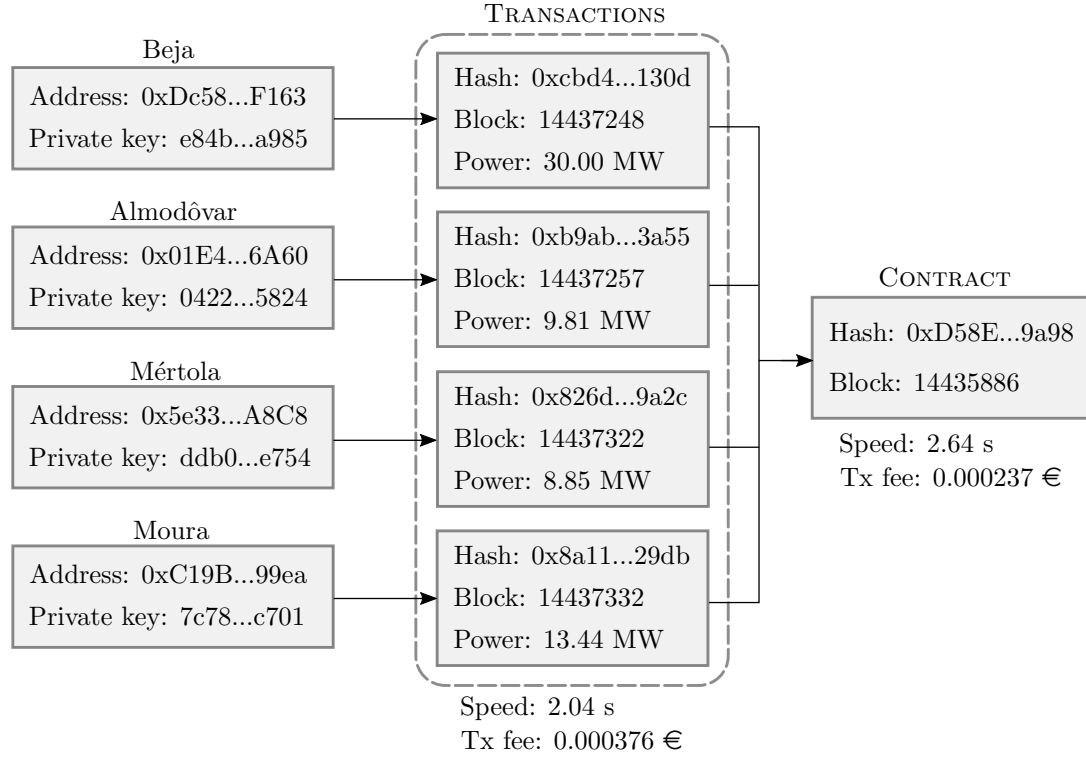 TRANSACTIONS
Beja
Address: 0xDc58...F163
Private key: e84b...a985
Hash: 0xcbd4...130d
Block: 14437248
Power: 30.00 MW
Almodôvar
Address: 0x01E4...6A60
Private key: 0422...5824
Hash: 0xb9ab...3a55
Block: 14437257
Power: 9.81 MW
Mértola
Address: 0x5e33...A8C8
Private key: ddb0...e754
Hash: 0x826d...9a2c
Block: 14437322
Power: 8.85 MW
Moura
Address: 0xC19B...99ea
Private key: 7c78...c701
Hash: 0x8a11...29db
Block: 14437332
Power: 13.44 MW
Speed: 2.04 s
Tx fee: 0.000376 €
CONTRACT
Hash: 0xD58E...9a98
Block: 14435886
Speed: 2.64 s
Tx fee: 0.000237 €